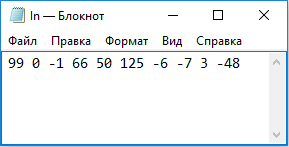 In — Блокнот
Файл Правка Формат Вид Справка
99 0 -1 66 50 125 -6 -7 3 -48